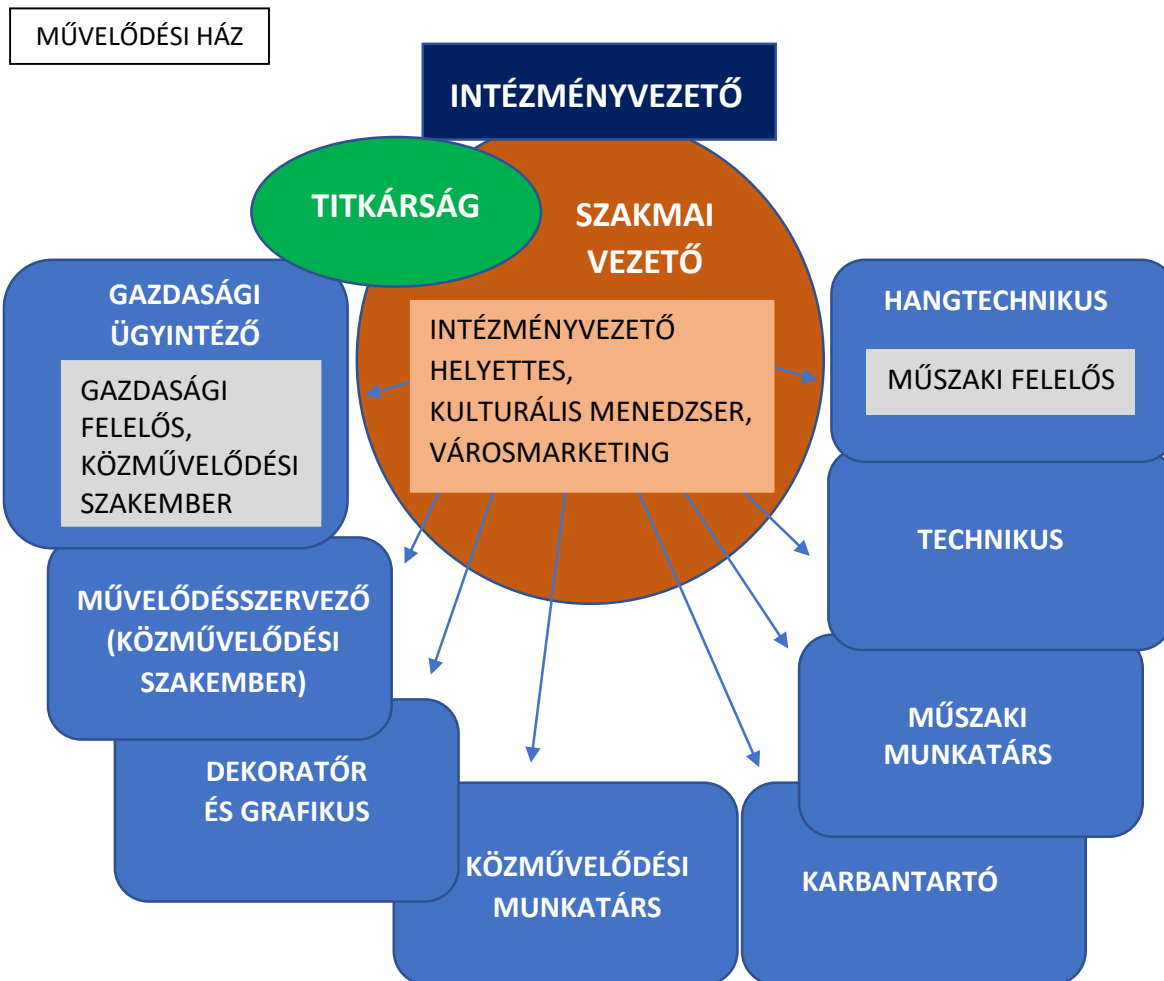 MŰVELŐDÉSI HÁZ
INTÉZMÉNYVEZETŐ
TITKÁRSÁG
SZAKMAI
VEZETŐ
INTÉZMÉNYVEZETŐ
HELYETTES,
KULTURÁLIS MENEDZSER,
VÁROSMARKETING
GAZDASÁGI
ÜGYINTÉZŐ
GAZDASÁGI
FELELŐS,
KÖZMŰVELŐDÉSI
SZAKEMBER
HANGTECHNIKUS
MŰSZAKI FELELŐS
TECHNIKUS
MŰVELŐDÉSSZERVEZŐ
(KÖZMŰVELŐDÉSI
SZAKEMBER)
MŰSZAKI
MUNKATÁRS
DEKORATŐR
ÉS GRAFIKUS
KÖZMŰVELŐDÉSI
MUNKATÁRS
KARBANTARTÓ